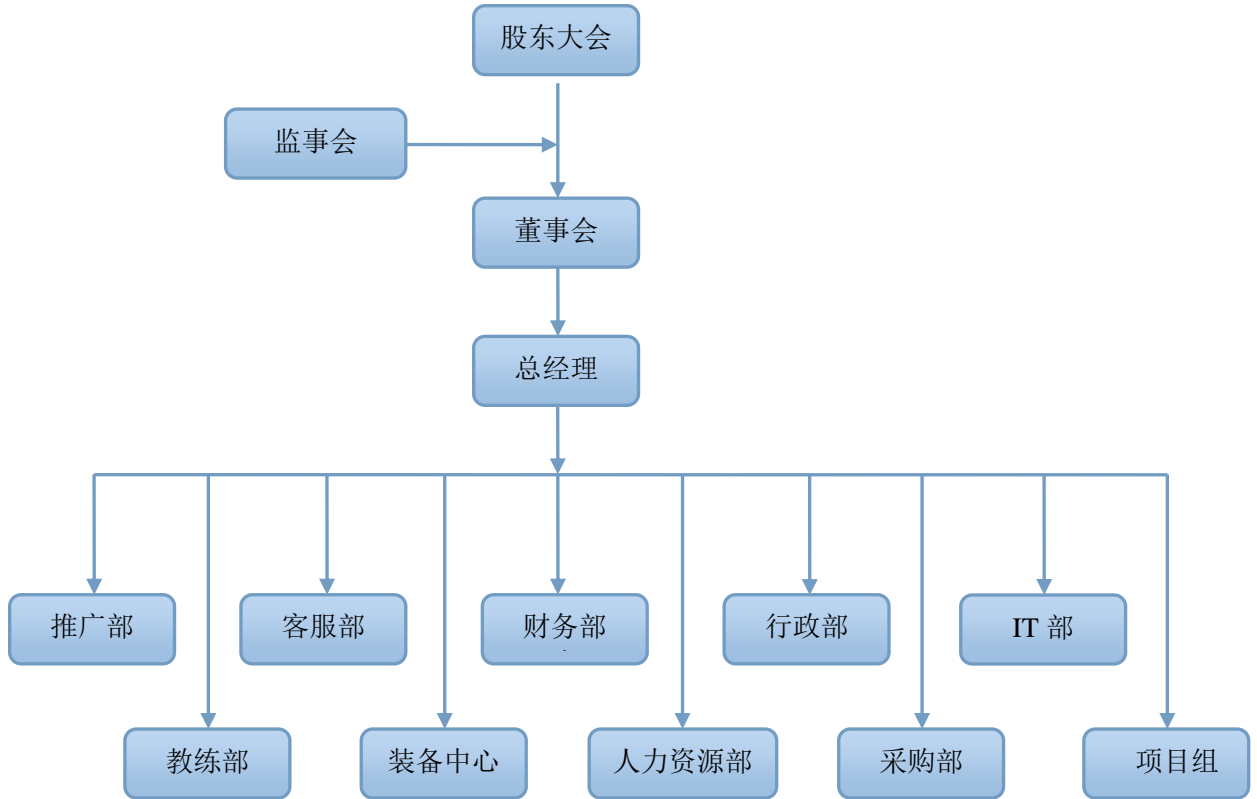 股东大会
监事会
董事会
总经理
推广部
客服部
财务部
行政部
IT 部
教练部
装备中心
人力资源部
采购部
项目组